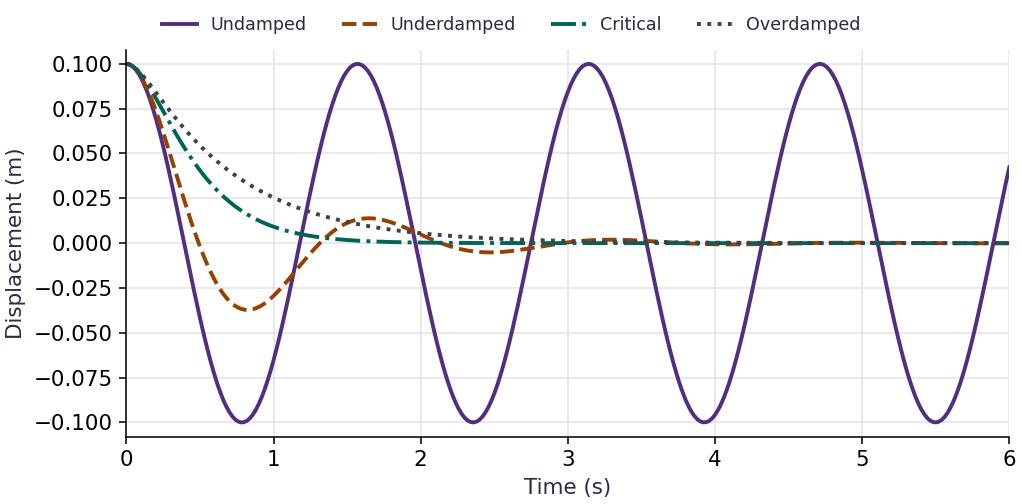 Undamped Underdamped Critical Overdamped
0.100
0.075
0.050
0.025
0.000
−0.025
−0.050
−0.075
−0.100
Displacement (m)
0 1 2 3 4 5 6
Time (s)